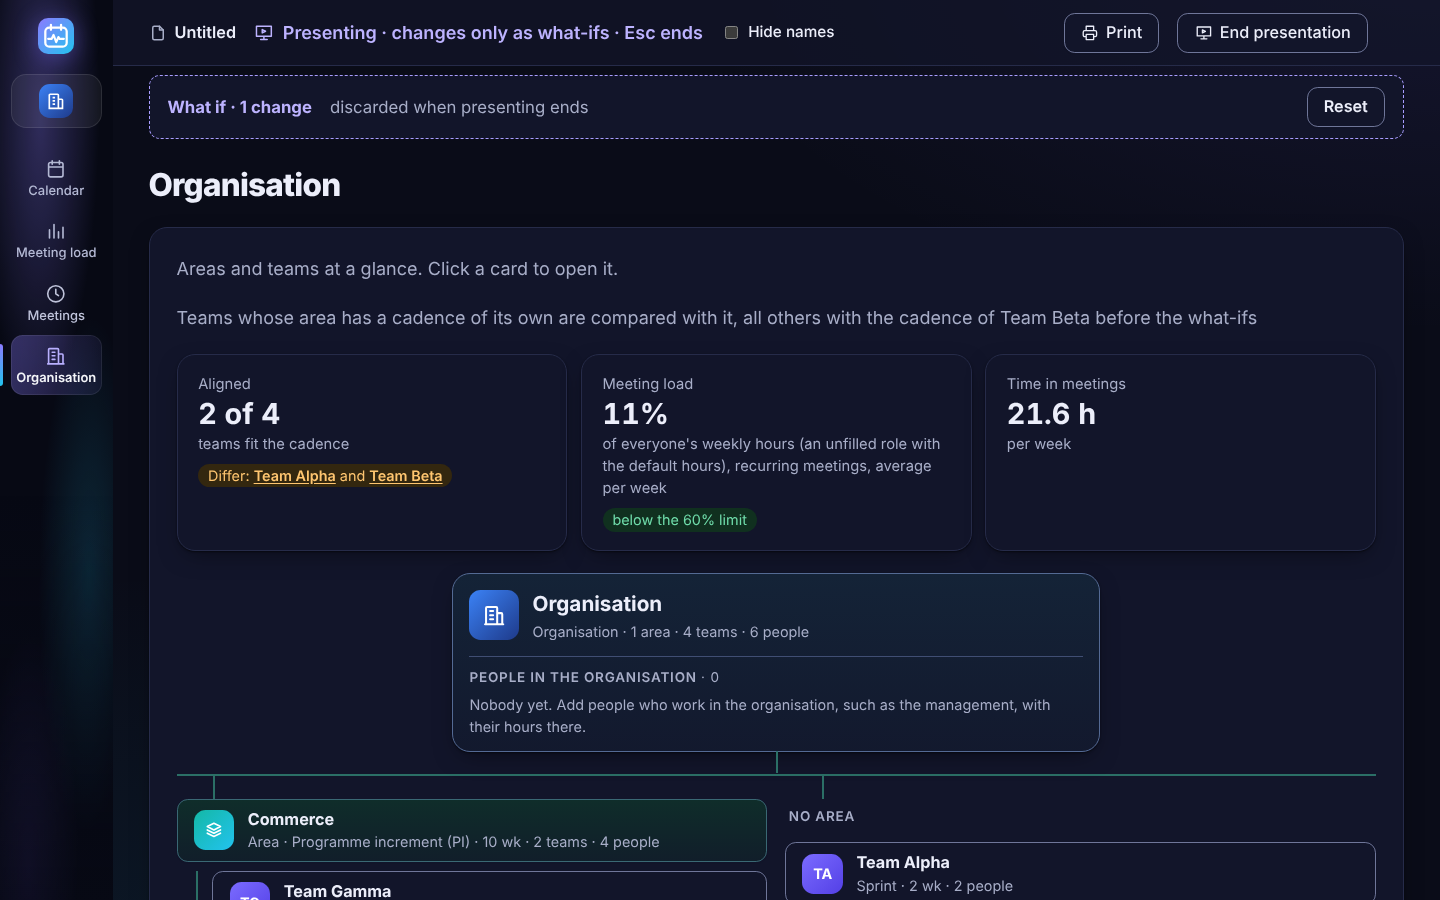 Untitled
Presenting · changes only as what-ifs · Esc ends
Hide names
Print
End presentation
What if · 1 change
discarded when presenting ends
Reset
Calendar
Meeting load
Meetings
Organisation
Organisation
Areas and teams at a glance. Click a card to open it.
Teams whose area has a cadence of its own are compared with it, all others with the cadence of Team Beta before the what-ifs
Aligned
2 of 4
teams fit the cadence
Differ: Team Alpha and Team Beta
Meeting load
11%
of everyone's weekly hours (an unfilled role with
the default hours), recurring meetings, average
per week
below the 60% limit
Time in meetings
21.6 h
per week
Organisation
Organisation · 1 area · 4 teams · 6 people
PEOPLE IN THE ORGANISATION · 0
Nobody yet. Add people who work in the organisation, such as the management, with
their hours there.
Commerce
Area · Programme increment (PI) · 10 wk · 2 teams · 4 people
NO AREA
TA
Team Alpha
Sprint · 2 wk · 2 people
Team Gamma